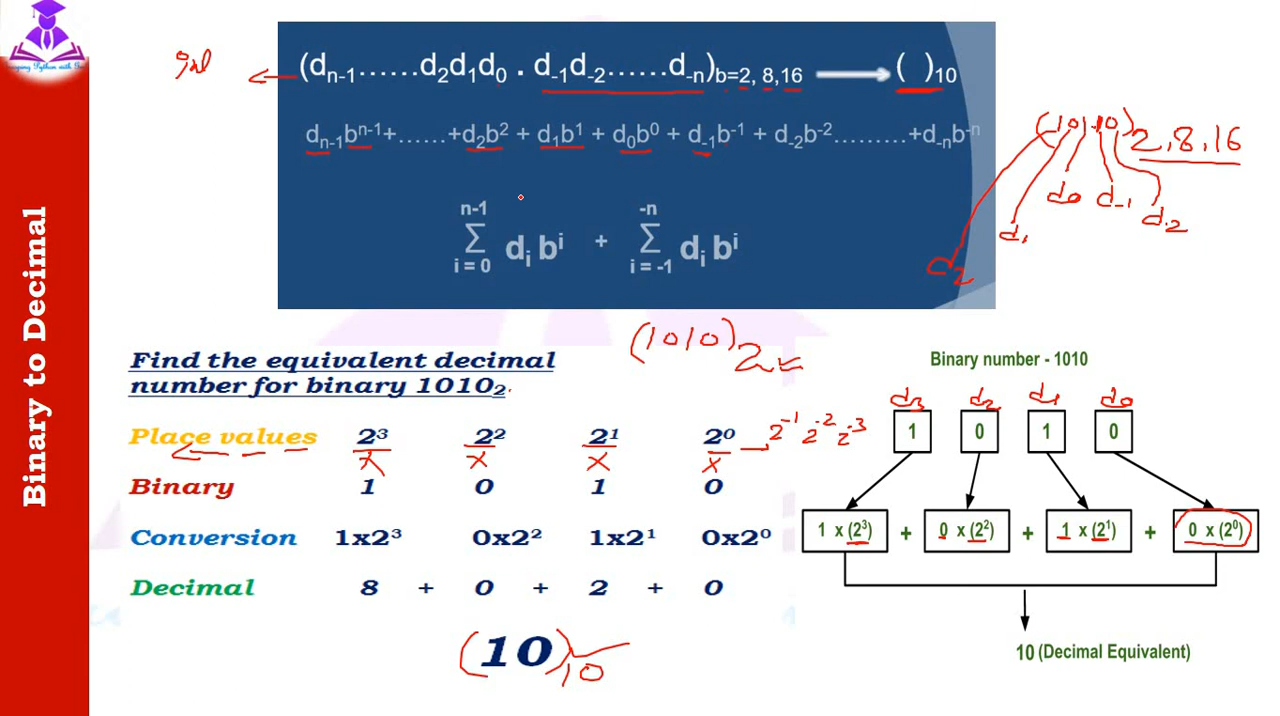 Binary to Decimal
(dn-1......d2d1d0 . d-1d-2......d-n)b=2, 8,16 ( )10
dn-1bn-1+......+d2b2 + d1b1 + d0b0 + d-1b-1 + d-2b-2.........+d-nb-n
n-1
Σ di bi
i = 0
+
-n
Σ di bi
i = -1
2,8,16
d0 d-1 d-2
d1
d2
(1010)2 =
Find the equivalent decimal
number for binary 10102.
Place values 2³ 2² 2¹ 2⁰ 2⁻¹ 2⁻² 2⁻³
x x x x
Binary 1 0 1 0
Conversion 1x2³ 0x2² 1x2¹ 0x2⁰
Decimal 8 + 0 + 2 + 0
(10)10
Binary number - 1010
d3 d2 d1 d0
1 0 1 0
1 x (2³) + 0 x (2²) + 1 x (2¹) + 0 x (2⁰)
10 (Decimal Equivalent)